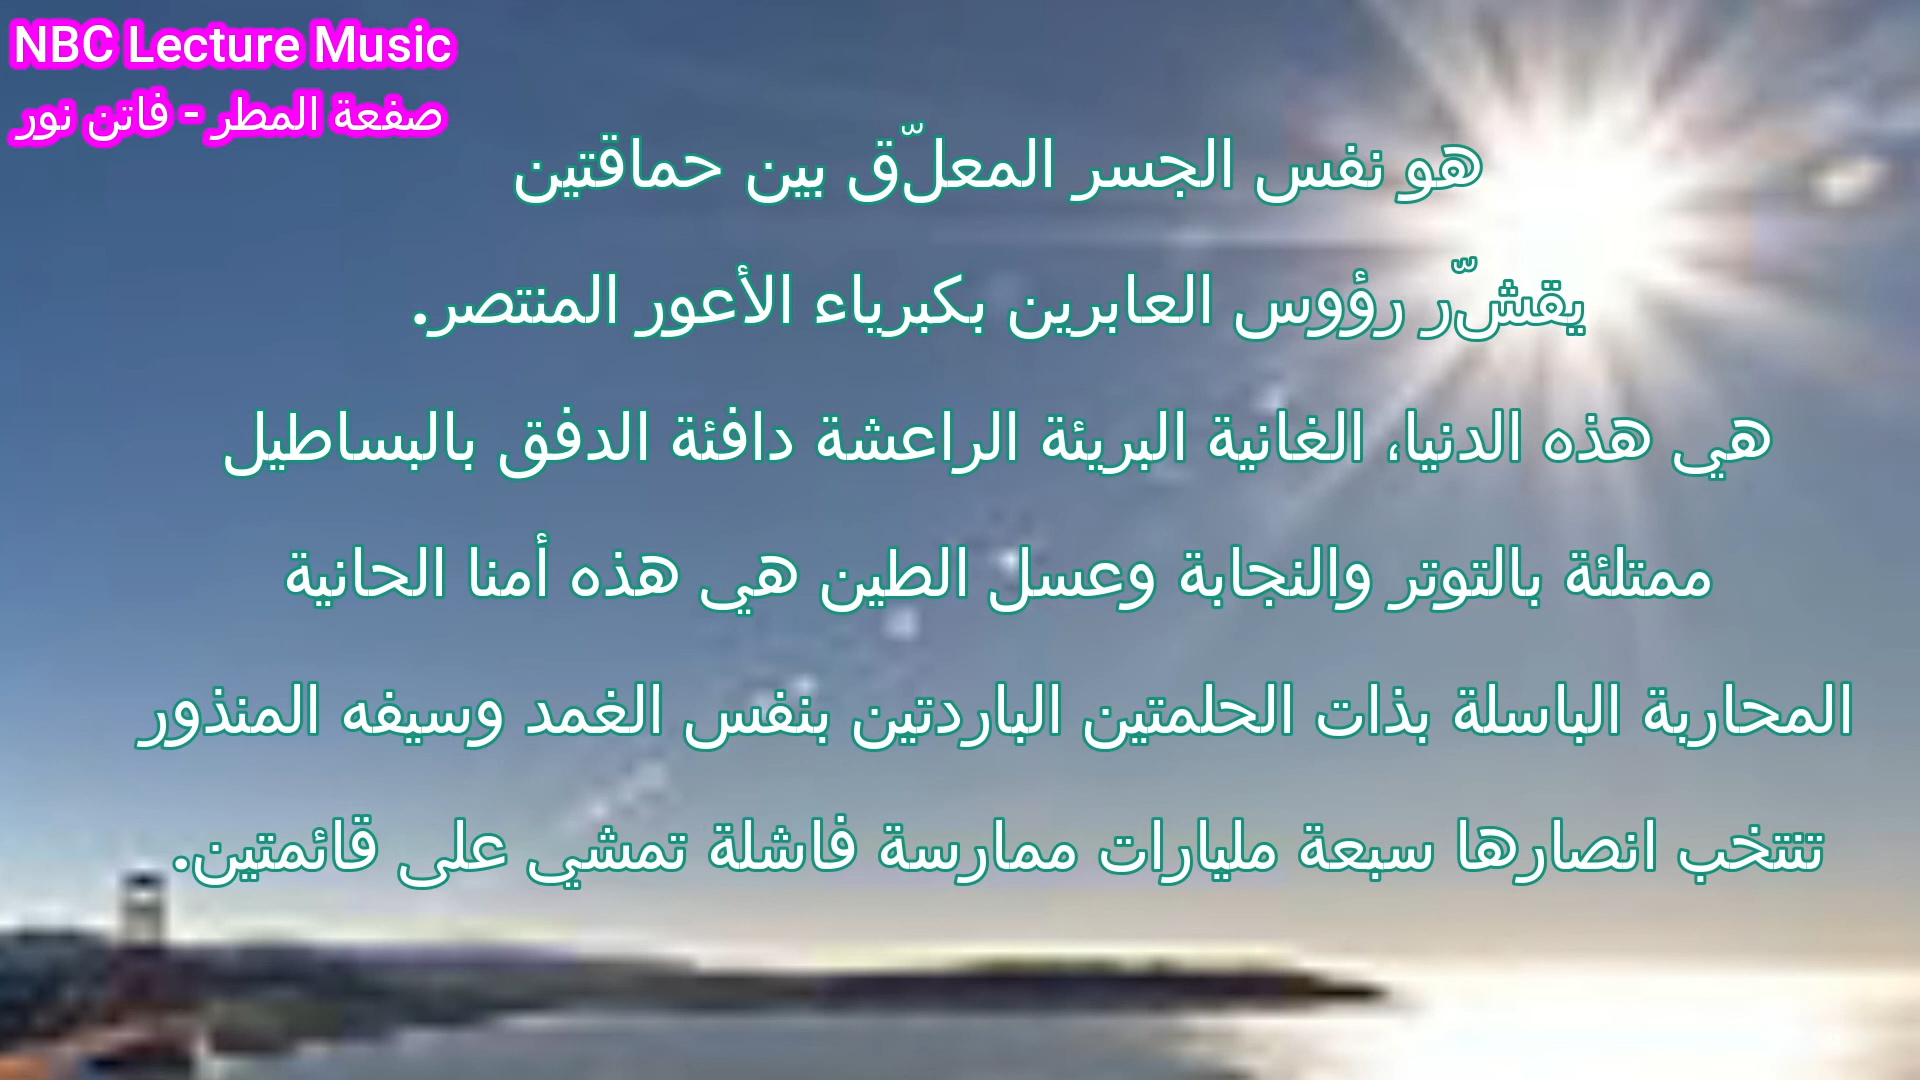 NBC Lecture Music
صفعة المطر - فاتن نور
هو نفس الجسر المعلّق بين حماقتين
يقشّر رؤوس العابرين بكبرياء الأعور المنتصر.
هي هذه الدنيا، الغانية البريئة الراعشة دافئة الدفق بالبساطيل
ممتلئة بالتوتر والنجابة وعسل الطين هي هذه أمنا الحانية
المحاربة الباسلة بذات الحلمتين الباردتين بنفس الغمد وسيفه المنذور
تنتخب انصارها سبعة مليارات ممارسة فاشلة تمشي على قائمتين.